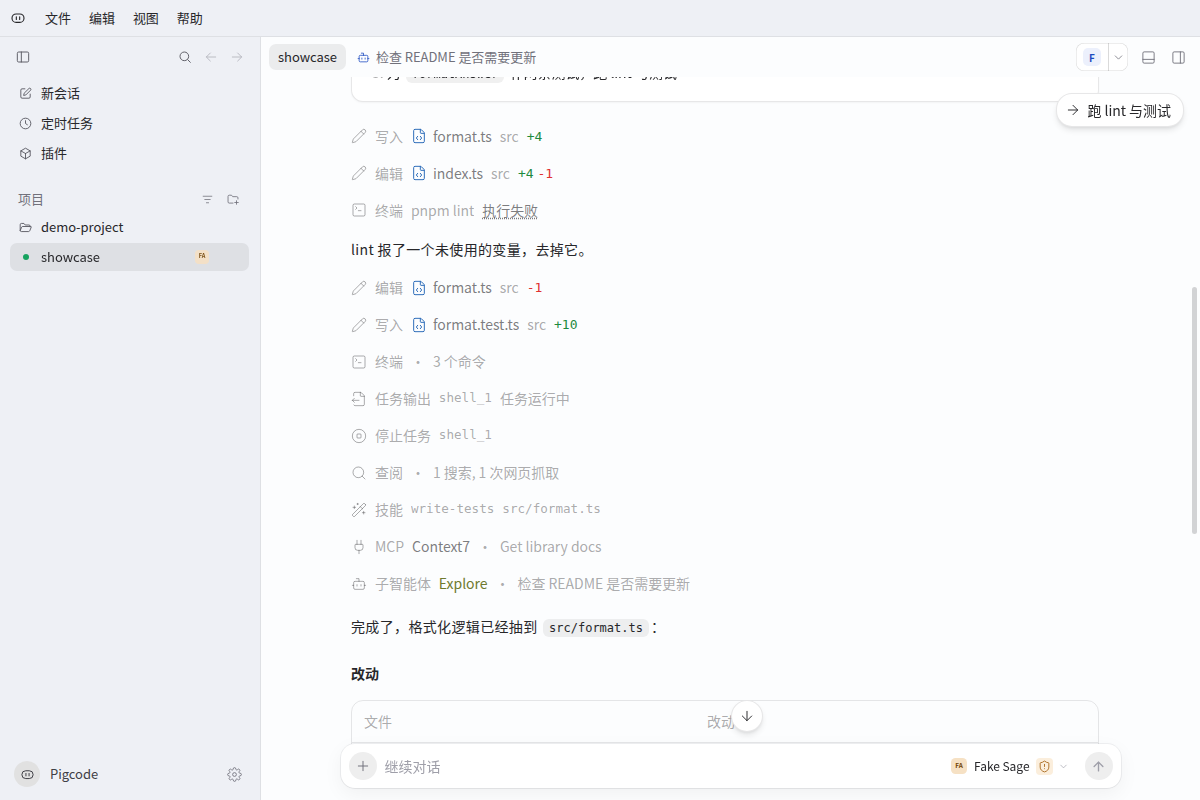 文件 编辑 视图 帮助
showcase 检查 README 是否需要更新 F
新会话
定时任务
插件
项目
demo-project
showcase FA
Pigcode
跑 lint 与测试
写入 format.ts src +4
编辑 index.ts src +4 -1
终端 pnpm lint 执行失败
lint 报了一个未使用的变量，去掉它。
编辑 format.ts src -1
写入 format.test.ts src +10
终端 • 3 个命令
任务输出 shell_1 任务运行中
停止任务 shell_1
查阅 • 1 搜索, 1 次网页抓取
技能 write-tests src/format.ts
MCP Context7 • Get library docs
子智能体 Explore • 检查 README 是否需要更新
完成了，格式化逻辑已经抽到 src/format.ts：
改动
文件 改动
继续对话 FA Fake Sage